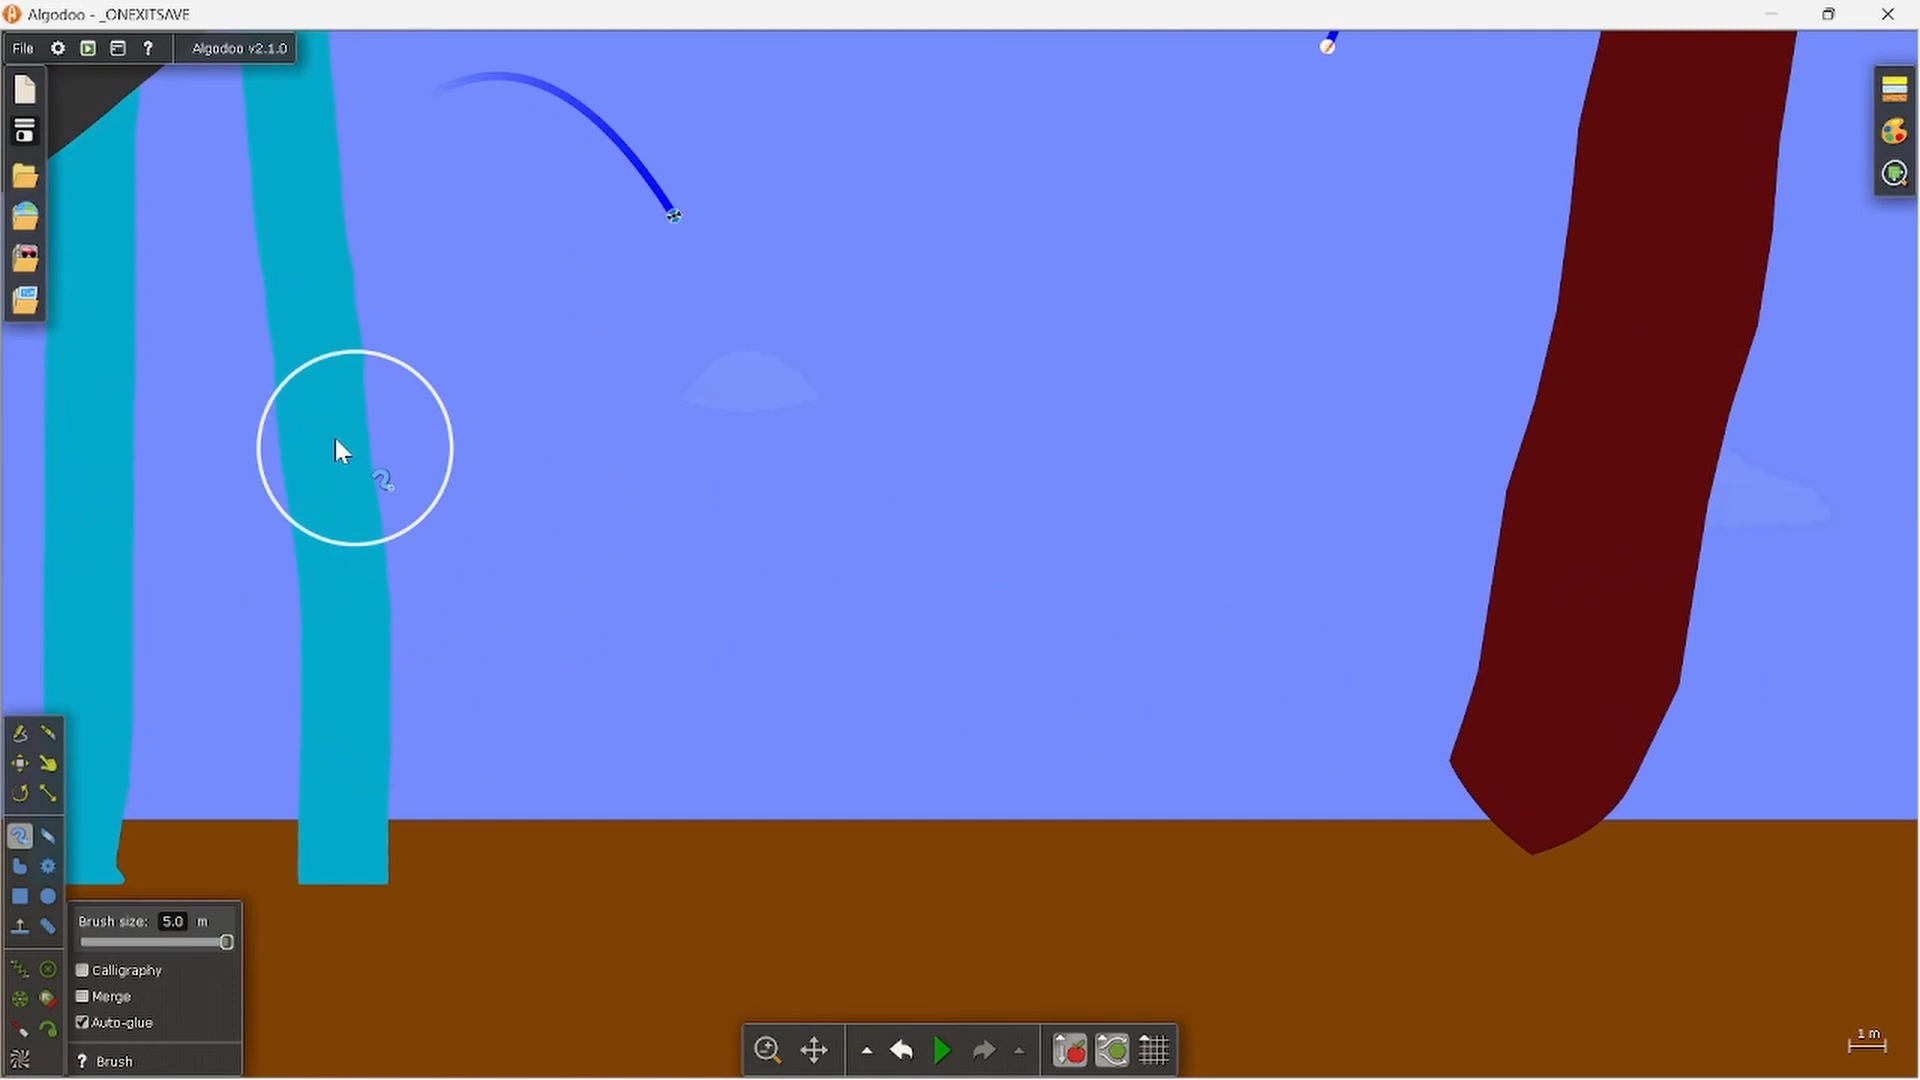 Algodoo - _ONEXITSAVE
File ? Algodoo v2.1.0
Brush size: 5.0 m
Calligraphy
Merge
Auto-glue
? Brush
1 m